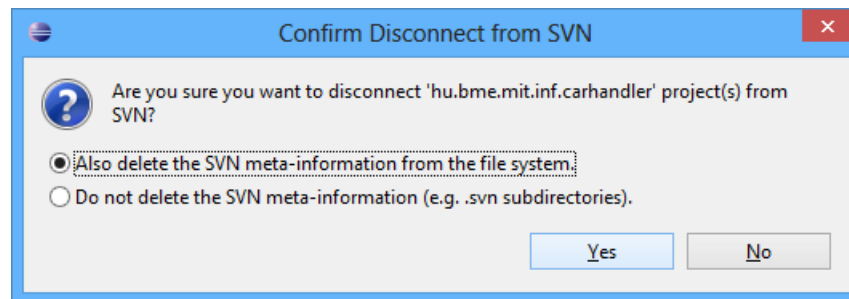 Confirm Disconnect from SVN
Are you sure you want to disconnect 'hu.bme.mit.inf.carhandler' project(s) from
SVN?
Also delete the SVN meta-information from the file system.
Do not delete the SVN meta-information (e.g. .svn subdirectories).
Yes
No